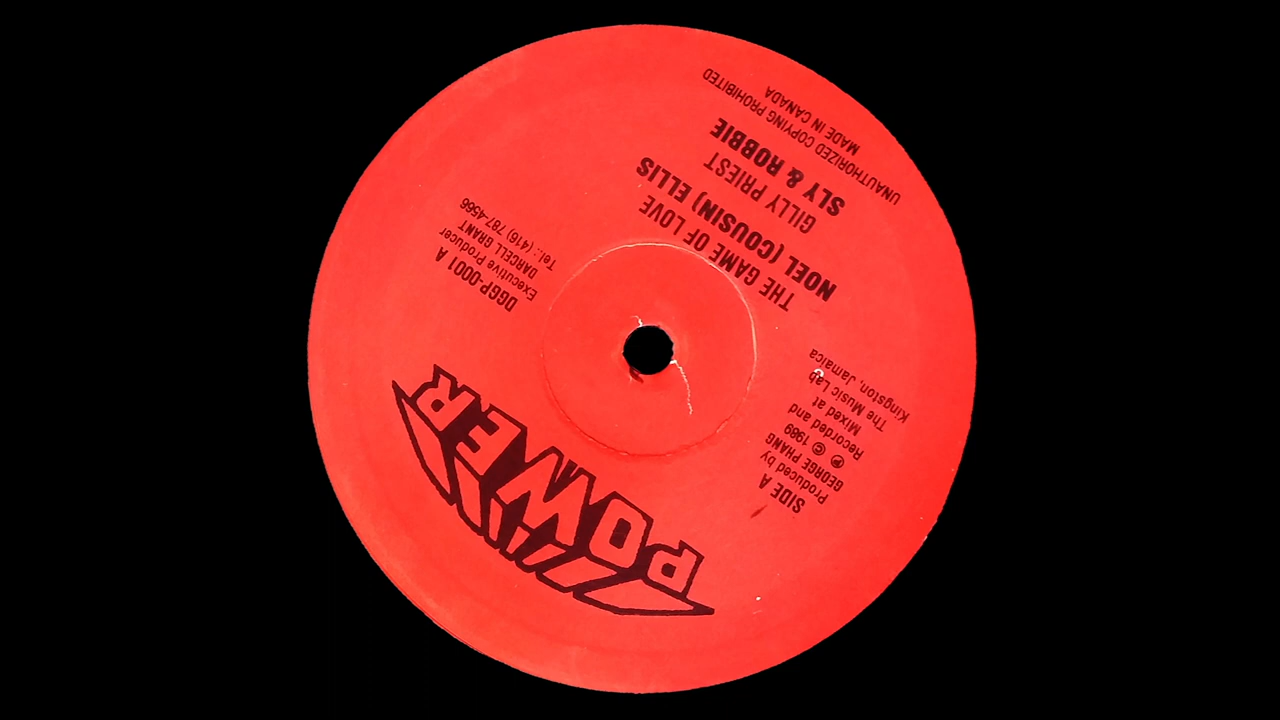 POWER
SIDE A
Produced by
GEORGE PHANG
℗ © 1989
Recorded and
Mixed at
The Music Lab
Kingston, Jamaica
DGGP-0001 A
Executive Producer
DARCELL GRANT
Tel.: (416) 787-4566
THE GAME OF LOVE
NOEL (COUSIN) ELLIS
GILLY PRIEST
SLY & ROBBIE
MADE IN CANADA
UNAUTHORIZED COPYING PROHIBITED